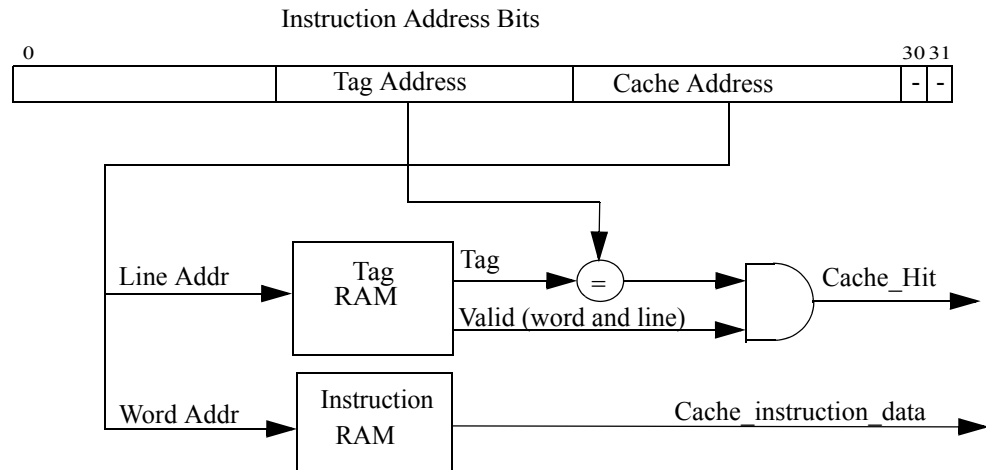 Instruction Address Bits
0 30 31
Tag Address Cache Address - -
Line Addr
Tag
RAM
Tag
=
Valid (word and line)
Cache_Hit
Word Addr
Instruction
RAM
Cache_instruction_data